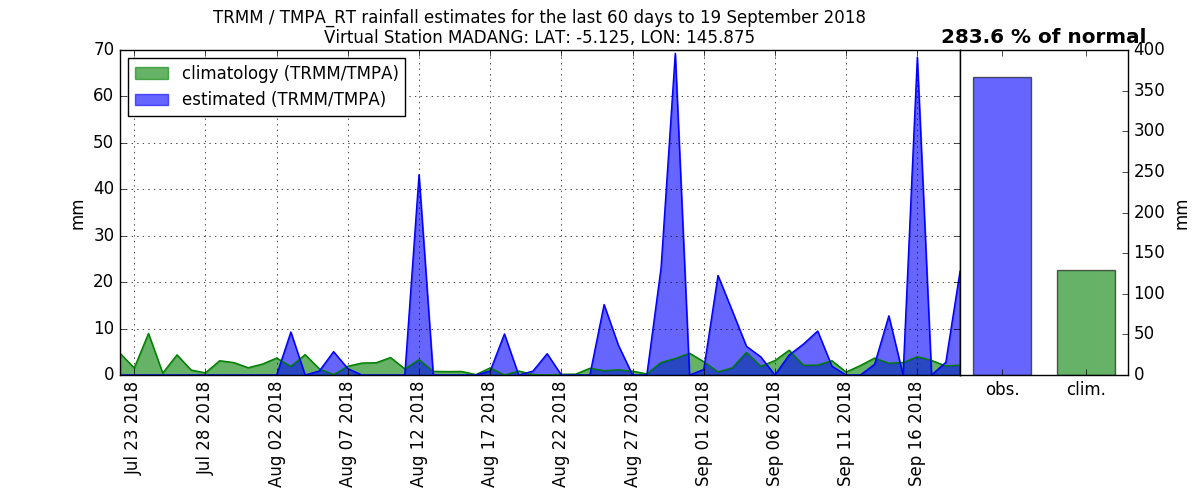 TRMM / TMPA_RT rainfall estimates for the last 60 days to 19 September 2018
Virtual Station MADANG: LAT: -5.125, LON: 145.875
283.6 % of normal
climatology (TRMM/TMPA)
estimated (TRMM/TMPA)
70
60
50
40
30
20
10
0
mm
400
350
300
250
200
150
100
50
0
mm
Jul 23 2018
Jul 28 2018
Aug 02 2018
Aug 07 2018
Aug 12 2018
Aug 17 2018
Aug 22 2018
Aug 27 2018
Sep 01 2018
Sep 06 2018
Sep 11 2018
Sep 16 2018
obs.
clim.